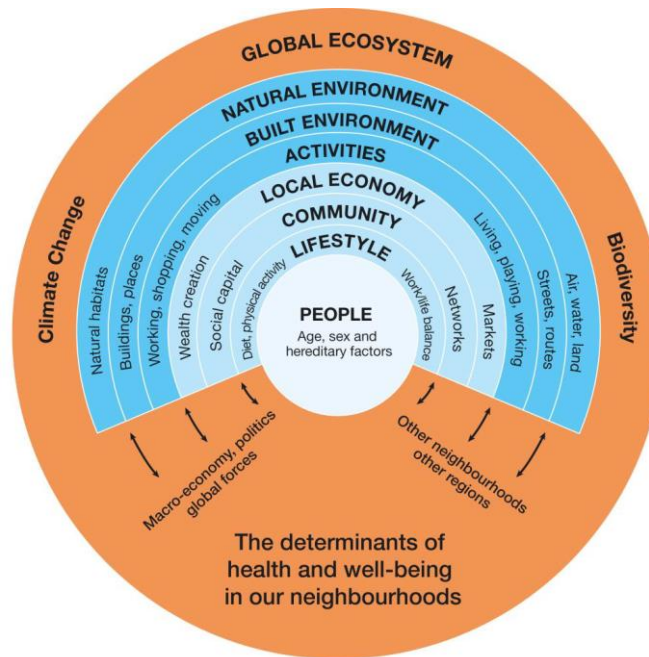 GLOBAL ECOSYSTEM
NATURAL ENVIRONMENT
BUILT ENVIRONMENT
ACTIVITIES
LOCAL ECONOMY
COMMUNITY
LIFESTYLE
PEOPLE
Age, sex and
hereditary factors
Climate Change
Natural habitats
Buildings, places
Working, shopping, moving
Wealth creation
Social capital
Diet, physical activity
Work/life balance
Networks
Markets
Living, playing, working
Streets, routes
Air, water, land
Biodiversity
Macro-economy, politics
global forces
Other neighbourhoods
other regions
The determinants of
health and well-being
in our neighbourhoods